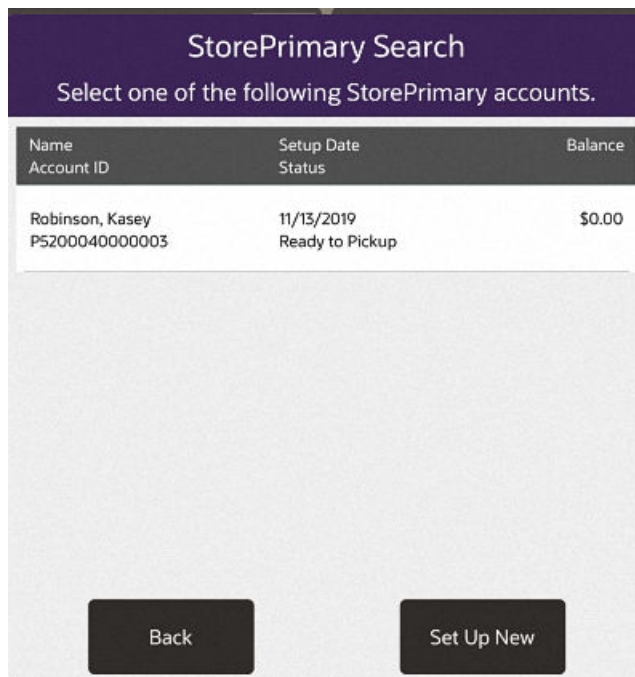 StorePrimary Search
Select one of the following StorePrimary accounts.
Name Setup Date Balance
Account ID Status
Robinson, Kasey 11/13/2019 $0.00
P5200040000003 Ready to Pickup
Back Set Up New